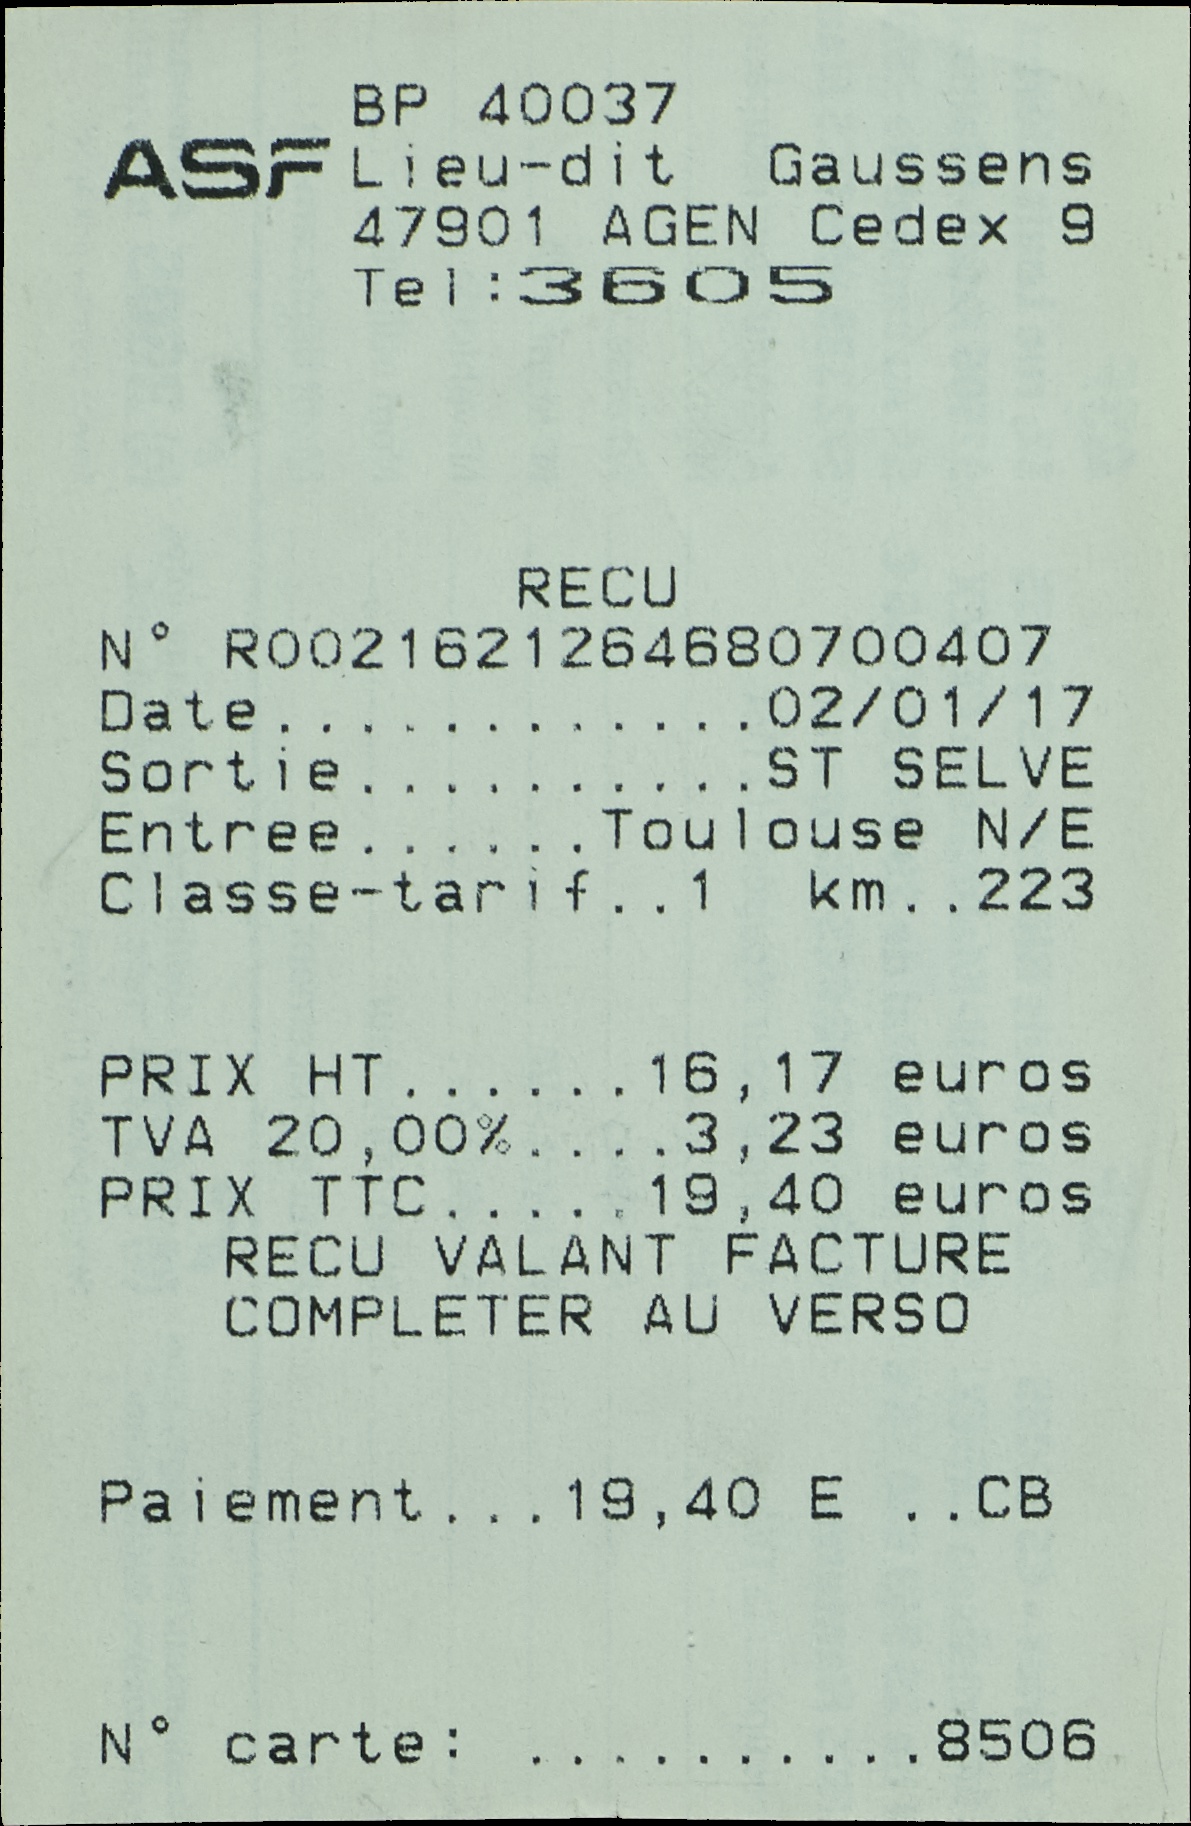 BP 40037
ASF Lieu-dit Gaussens
47901 AGEN Cedex 9
Tel:3605
RECU
N° R0021621264680700407
Date............02/01/17
Sortie..........ST SELVE
Entree......Toulouse N/E
Classe-tarif..1 km..223
PRIX HT......16,17 euros
TVA 20,00%....3,23 euros
PRIX TTC.....19,40 euros
RECU VALANT FACTURE
COMPLETER AU VERSO
Paiement...19,40 E ..CB
N° carte: ..........8506